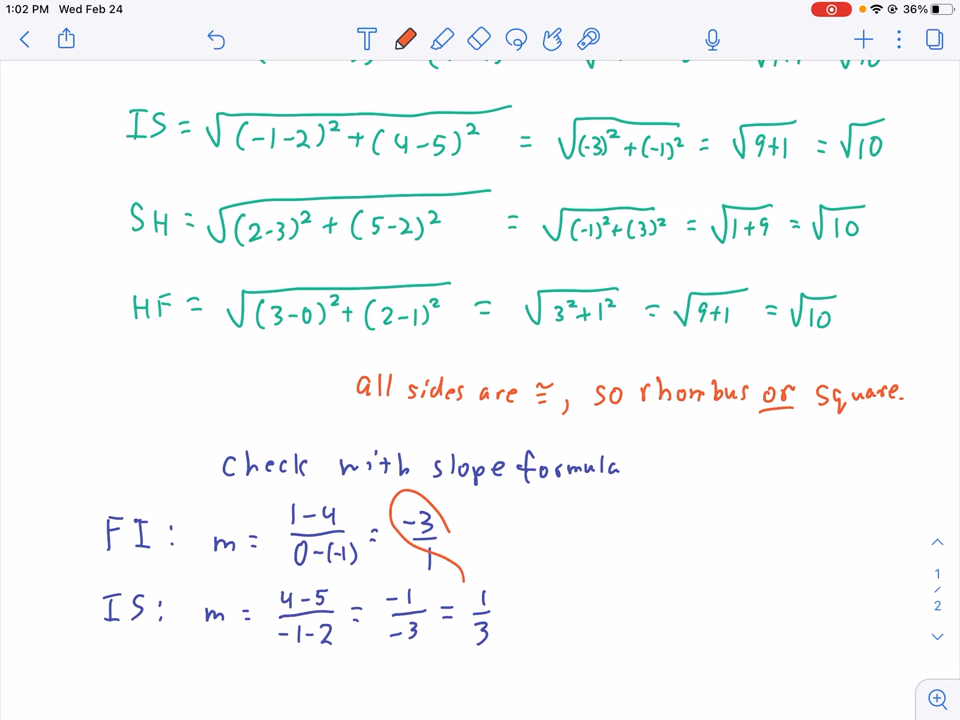 1:02 PM Wed Feb 24 36%
T
IS = √(-1-2)² + (4-5)² = √(-3)² + (-1)² = √9+1 = √10
SH = √(2-3)² + (5-2)² = √(-1)² + (3)² = √1+9 = √10
HF = √(3-0)² + (2-1)² = √3² + 1² = √9+1 = √10
all sides are ≅, so rhombus or square.
Check with slope formula
FI: m = 1-4 / 0-(-1) = -3 / 1
IS: m = 4-5 / -1-2 = -1 / -3 = 1 / 3
1 / 2